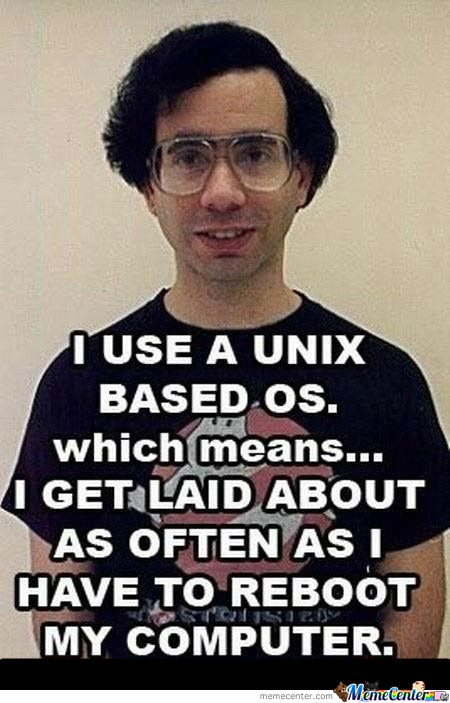 I USE A UNIX
BASED OS.
which means...
I GET LAID ABOUT
AS OFTEN AS I
HAVE TO REBOOT
MY COMPUTER.
memecenter.com MemeCenter